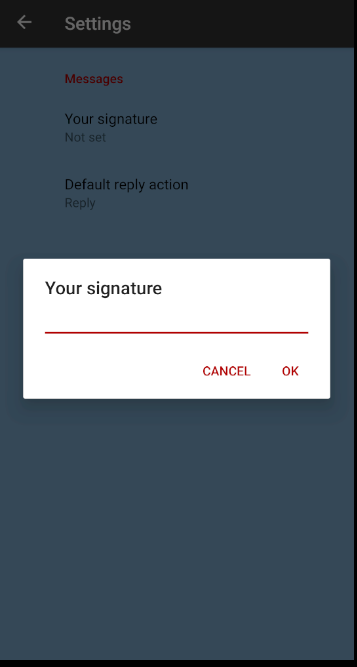 Settings
Messages
Your signature
Not set
Default reply action
Reply
Your signature
CANCEL OK